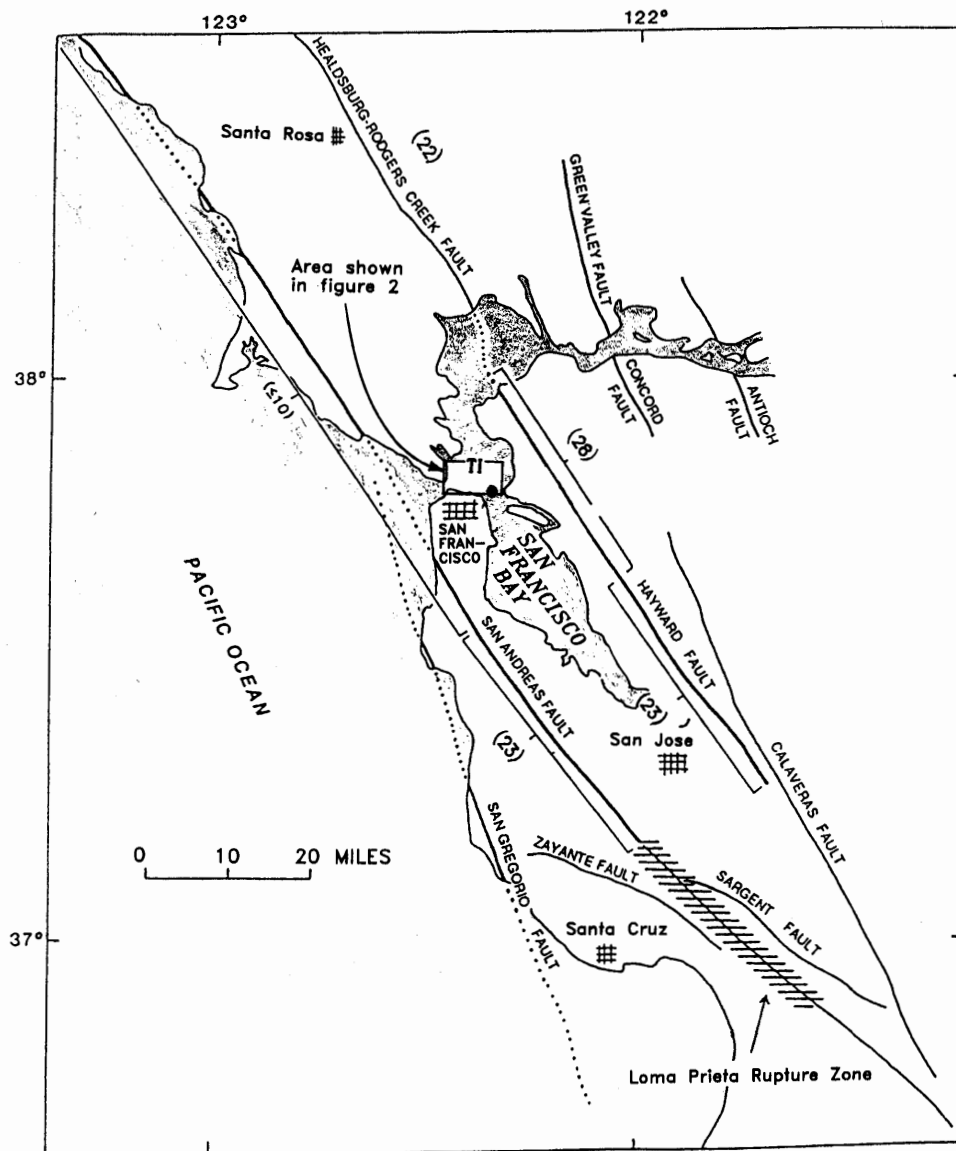 123°
122°
HEALDSBURG-RODGERS CREEK FAULT
(22)
Santa Rosa
GREEN VALLEY FAULT
Area shown
in figure 2
38°
(≤10)
CONCORD
FAULT
ANTIOCH
FAULT
(28)
TI
SAN
FRAN-
CISCO
SAN
FRANCISCO
BAY
PACIFIC OCEAN
HAYWARD FAULT
SAN ANDREAS FAULT
(23)
(23)
San Jose
CALAVERAS FAULT
SAN GREGORIO
FAULT
0 10 20 MILES
ZAYANTE FAULT
SARGENT
FAULT
37°
Santa Cruz
Loma Prieta Rupture Zone